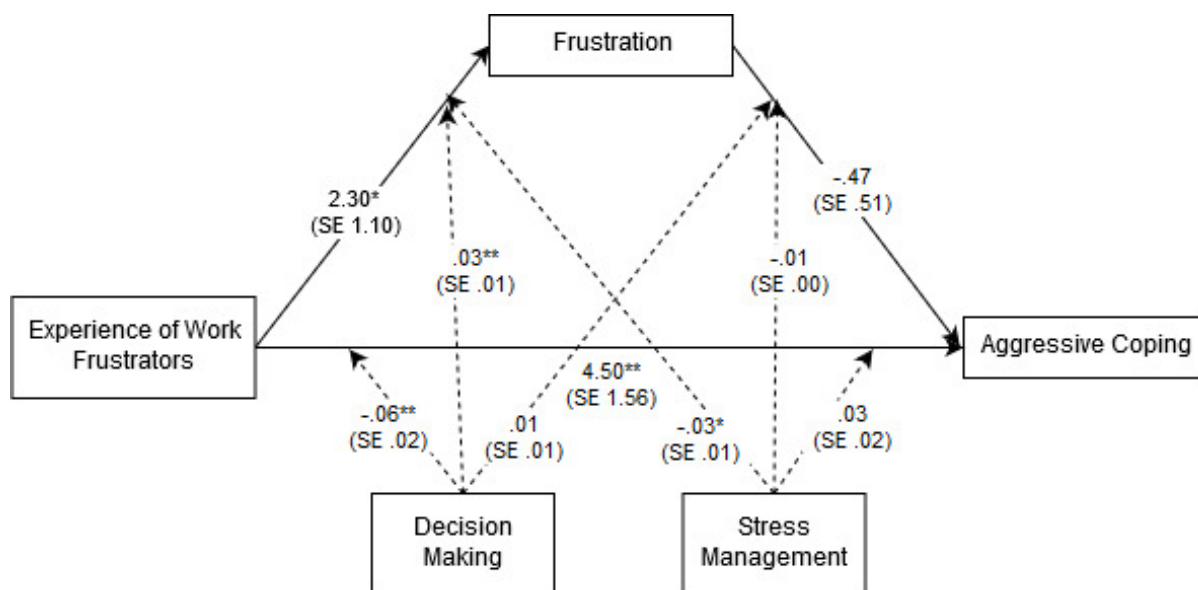 Frustration
2.30*
(SE 1.10)
-.47
(SE .51)
.03**
(SE .01)
-.01
(SE .00)
Experience of Work
Frustrators
Aggressive Coping
4.50**
(SE 1.56)
-.06**
(SE .02)
.01
(SE .01)
-.03*
(SE .01)
.03
(SE .02)
Decision
Making
Stress
Management